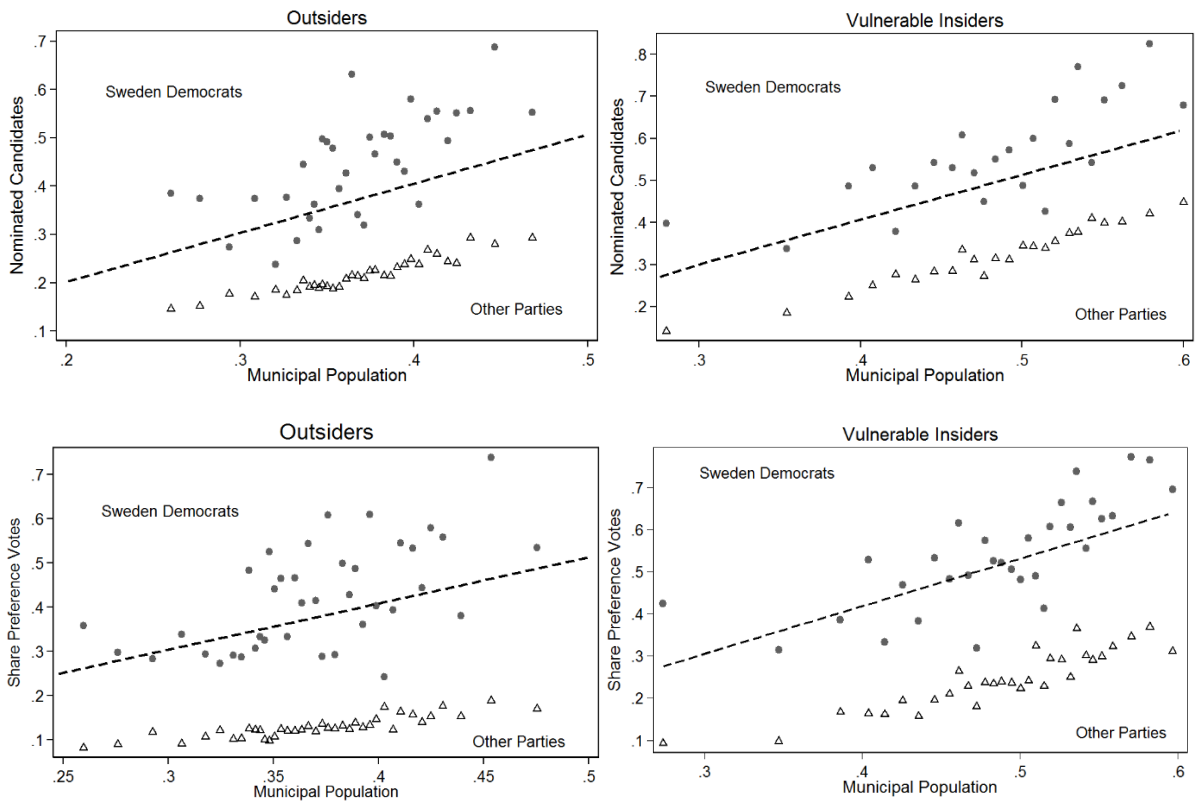 Outsiders
Nominated Candidates
.7
.6
.5
.4
.3
.2
.1
Sweden Democrats
Other Parties
.2 .3 .4 .5
Municipal Population
Vulnerable Insiders
Nominated Candidates
.8
.7
.6
.5
.4
.3
.2
Sweden Democrats
Other Parties
.3 .4 .5 .6
Municipal Population
Outsiders
Share Preference Votes
.7
.6
.5
.4
.3
.2
.1
Sweden Democrats
Other Parties
.25 .3 .35 .4 .45 .5
Municipal Population
Vulnerable Insiders
Share Preference Votes
.7
.6
.5
.4
.3
.2
.1
Sweden Democrats
Other Parties
.3 .4 .5 .6
Municipal Population